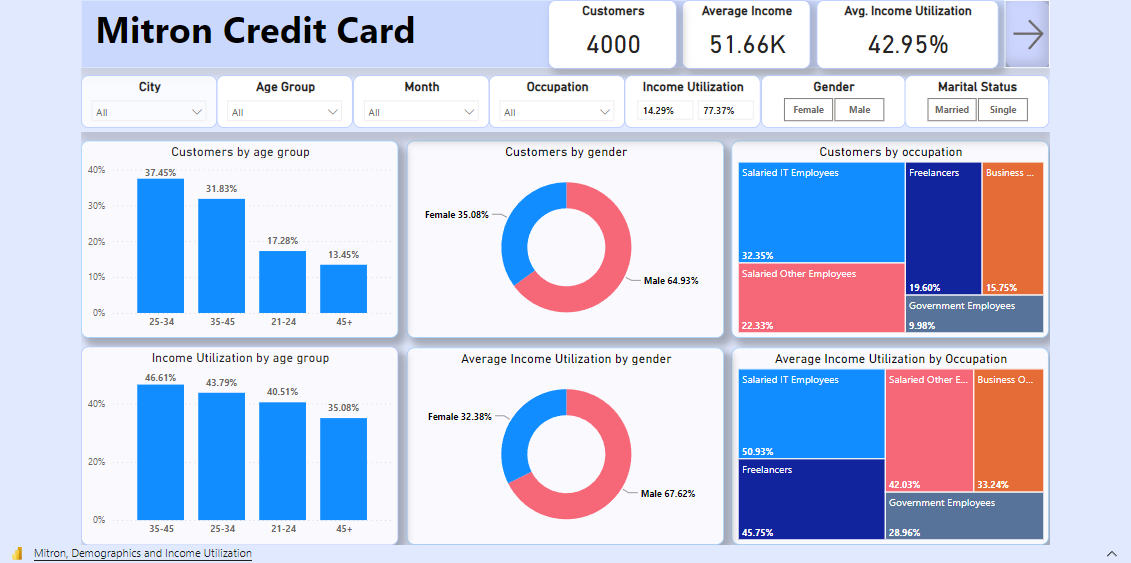 Mitron Credit Card
Customers
4000
Average Income
51.66K
Avg. Income Utilization
42.95%
City
All
Age Group
All
Month
All
Occupation
All
Income Utilization
14.29% 77.37%
Gender
Female Male
Marital Status
Married Single
Customers by age group
40%
30%
20%
10%
0%
37.45%
31.83%
17.28%
13.45%
25-34 35-45 21-24 45+
Customers by gender
Female 35.08%
Male 64.93%
Customers by occupation
Salaried IT Employees
32.35%
Salaried Other Employees
22.33%
Freelancers
19.60%
Business ...
15.75%
Government Employees
9.98%
Income Utilization by age group
40%
20%
0%
46.61%
43.79%
40.51%
35.08%
35-45 25-34 21-24 45+
Average Income Utilization by gender
Female 32.38%
Male 67.62%
Average Income Utilization by Occupation
Salaried IT Employees
50.93%
Freelancers
45.75%
Salaried Other E...
42.03%
Business O...
33.24%
Government Employees
28.96%
Mitron, Demographics and Income Utilization